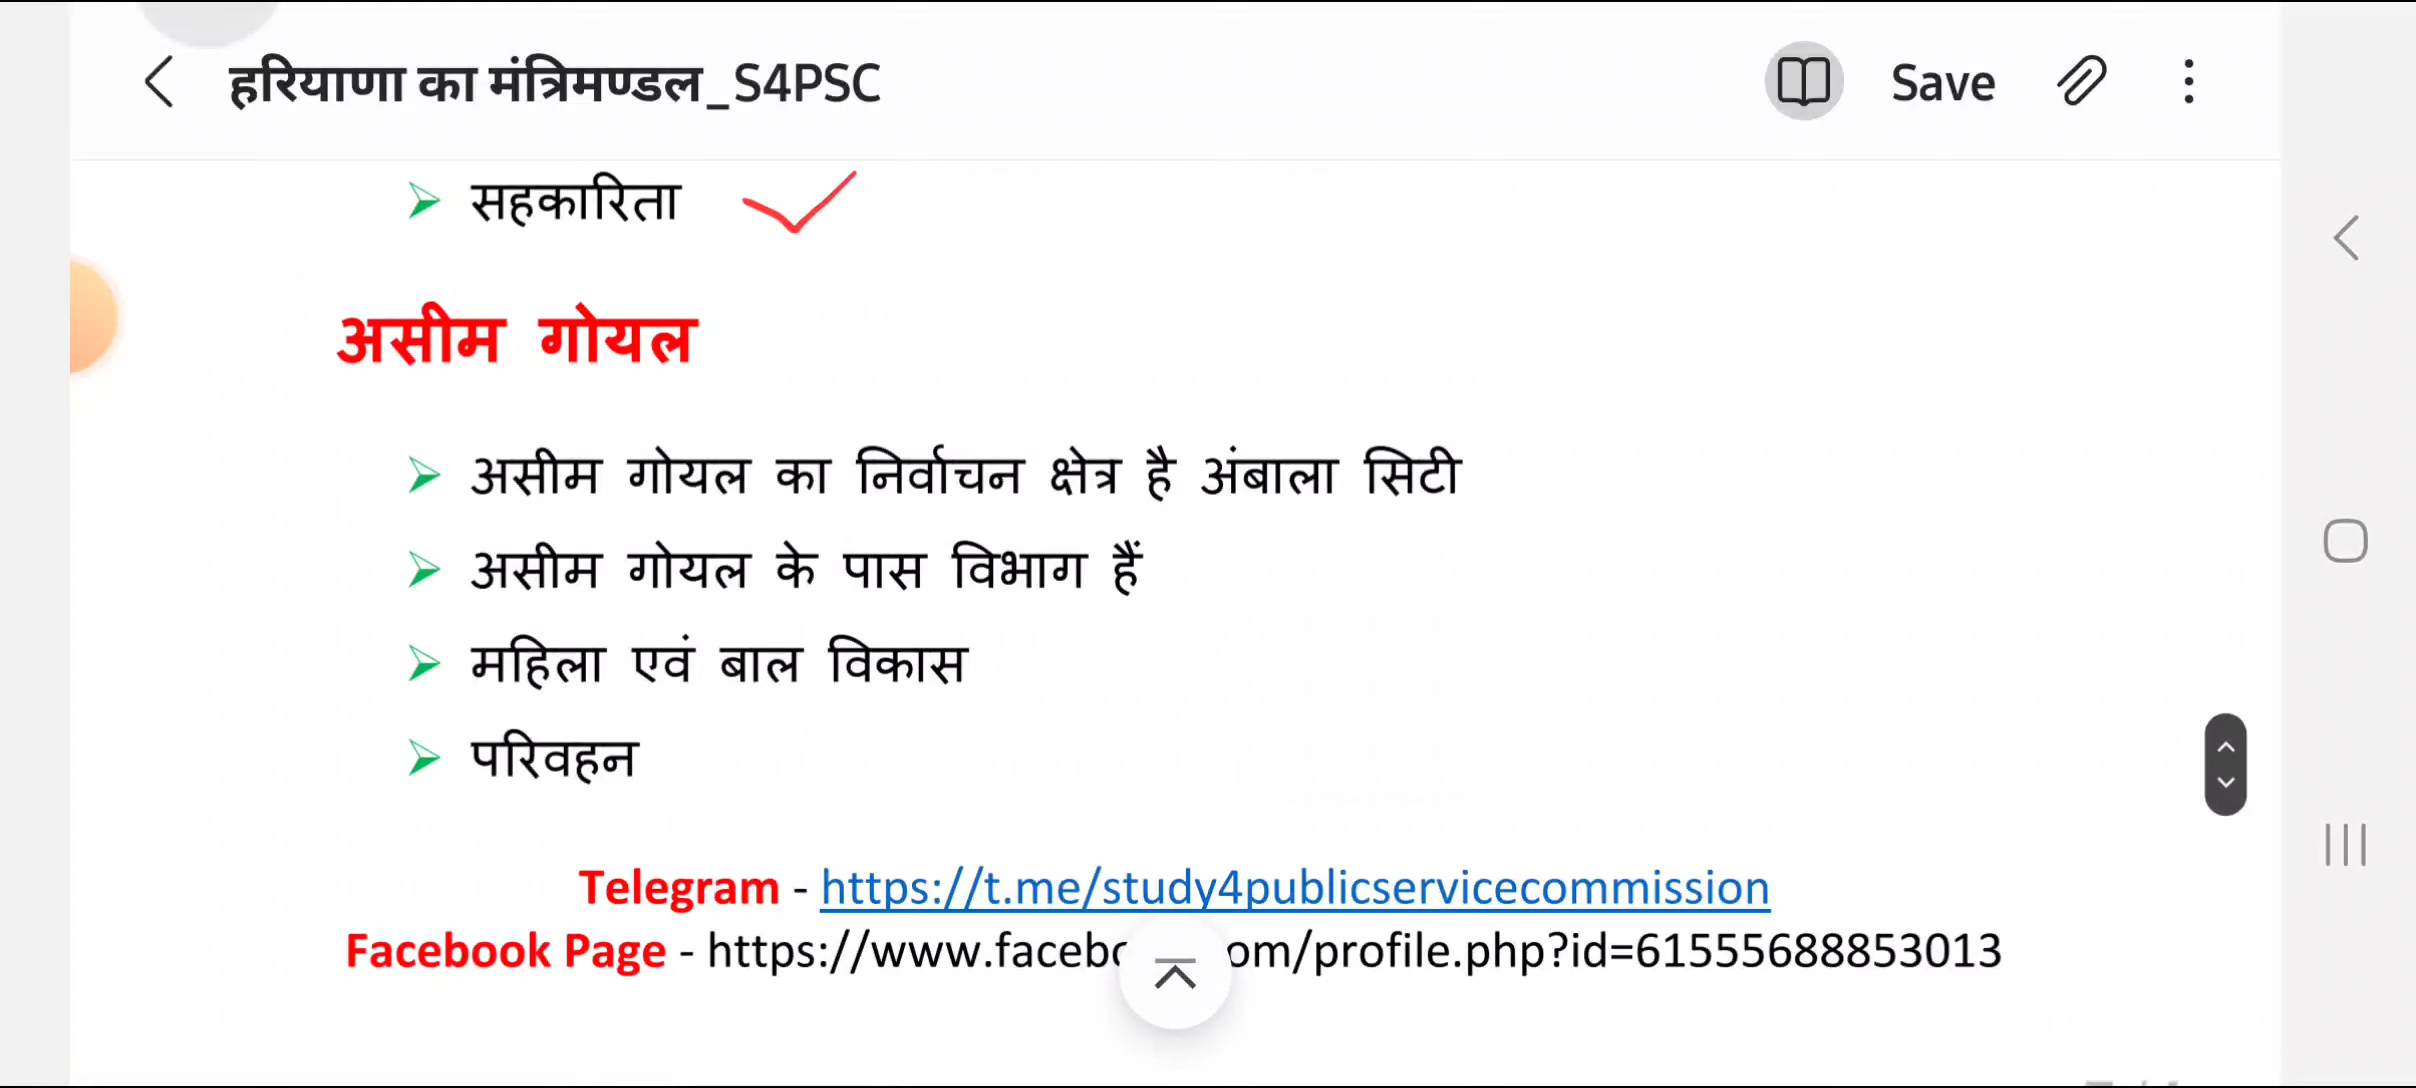 हरियाणा का मंत्रिमण्डल_S4PSC Save
सहकारिता
असीम गोयल
असीम गोयल का निर्वाचन क्षेत्र है अंबाला सिटी
असीम गोयल के पास विभाग हैं
महिला एवं बाल विकास
परिवहन
Telegram - https://t.me/study4publicservicecommission
Facebook Page - https://www.facebo om/profile.php?id=61555688853013